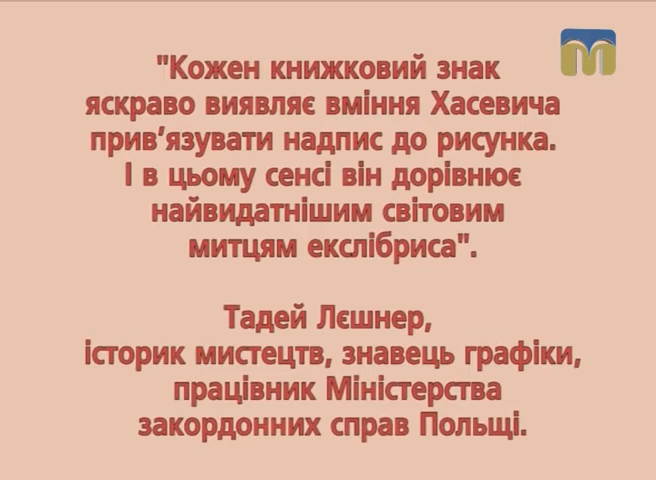 "Кожен книжковий знак
яскраво виявляє вміння Хасевича
прив’язувати надпис до рисунка.
І в цьому сенсі він дорівнює
найвидатнішим світовим
митцям екслібриса".
Тадей Лєшнер,
історик мистецтв, знавець графіки,
працівник Міністерства
закордонних справ Польщі.